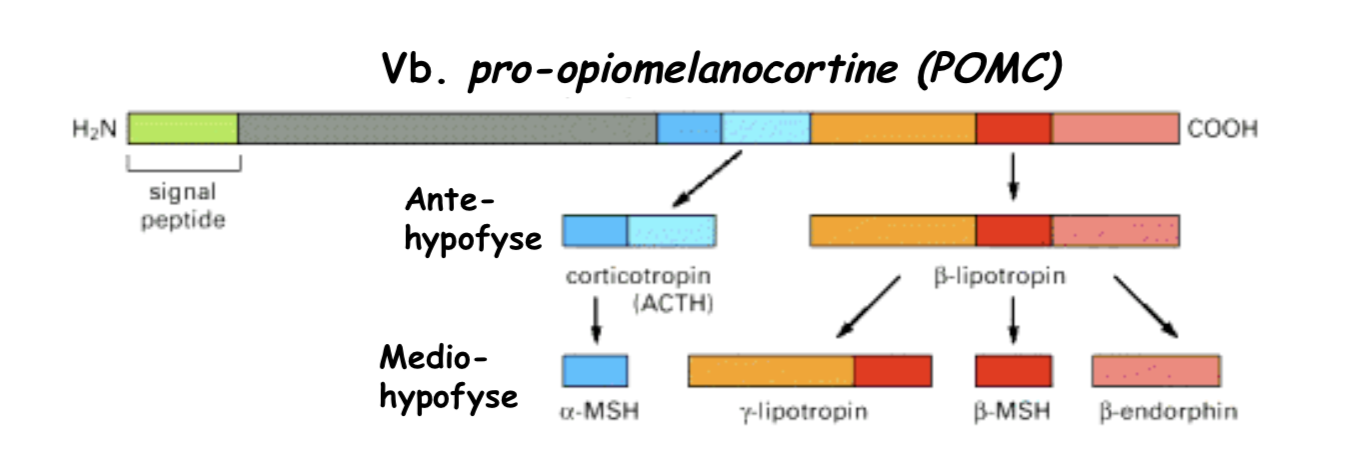 Vb. pro-opiomelanocortine (POMC)
H₂N
COOH
signal
peptide
Ante-
hypofyse
corticotropin
(ACTH)
β-lipotropin
Medio-
hypofyse
α-MSH
γ-lipotropin
β-MSH
β-endorphin